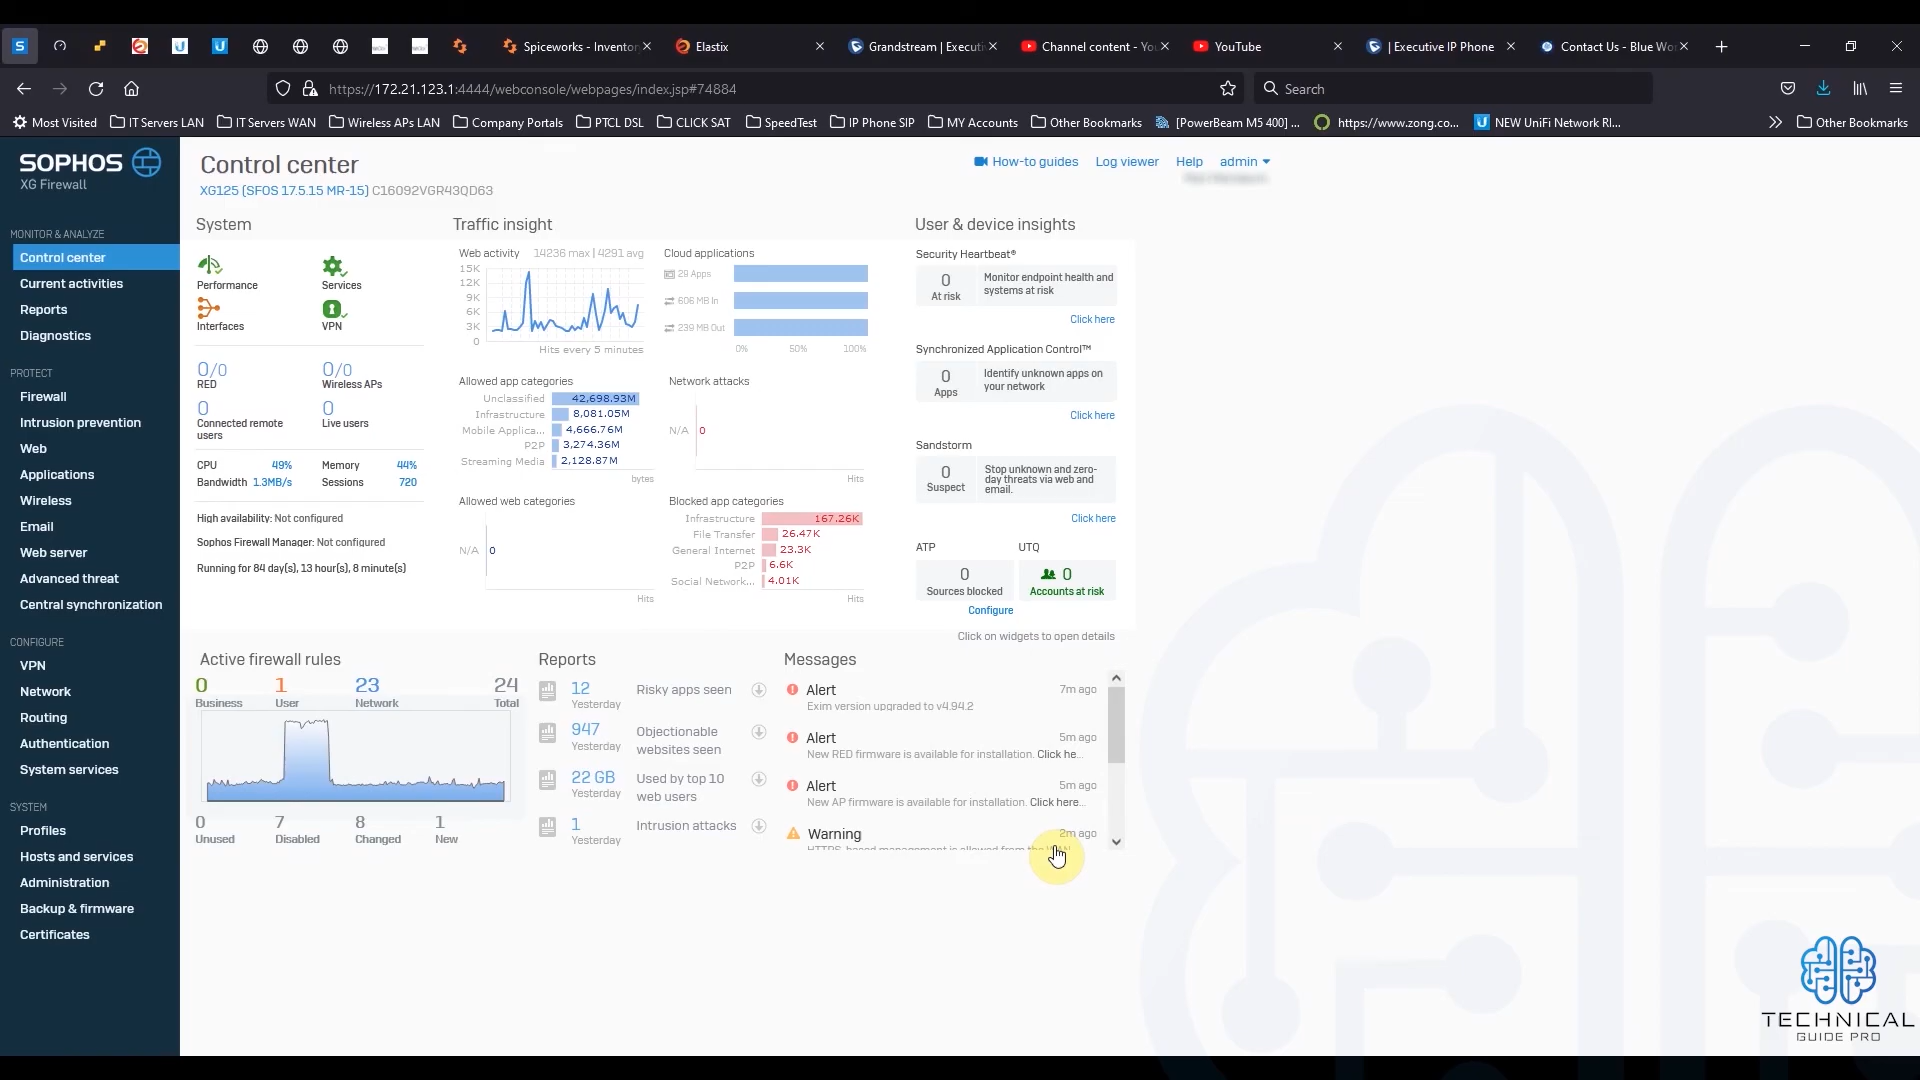 S
Spiceworks - Inventor
Elastix
Grandstream | Executi
Channel content - Yo
YouTube
| Executive IP Phone
Contact Us - Blue Wo
https://172.21.123.1:4444/webconsole/webpages/index.jsp#74884
Search
Most Visited
IT Servers LAN
IT Servers WAN
Wireless APs LAN
Company Portals
PTCL DSL
CLICK SAT
SpeedTest
IP Phone SIP
MY Accounts
Other Bookmarks
[PowerBeam M5 400] ...
https://www.zong.co...
NEW UniFi Network RI...
Other Bookmarks
SOPHOS
XG Firewall
MONITOR & ANALYZE
Control center
Current activities
Reports
Diagnostics
PROTECT
Firewall
Intrusion prevention
Web
Applications
Wireless
Email
Web server
Advanced threat
Central synchronization
CONFIGURE
VPN
Network
Routing
Authentication
System services
SYSTEM
Profiles
Hosts and services
Administration
Backup & firmware
Certificates
Control center
XG125 (SFOS 17.5.15 MR-15) C16092VGR43QD63
How-to guides
Log viewer
Help
admin
System
Performance
Services
Interfaces
VPN
0/0
RED
0/0
Wireless APs
0
Connected remote
users
0
Live users
CPU 49%
Memory 44%
Bandwidth 1.3MB/s
Sessions 720
High availability: Not configured
Sophos Firewall Manager: Not configured
Running for 84 day(s), 13 hour(s), 8 minute(s)
Traffic insight
Web activity 14236 max | 4291 avg
15K
12K
9K
6K
3K
0
Hits every 5 minutes
Cloud applications
29 Apps
606 MB In
239 MB Out
0% 50% 100%
Allowed app categories
Unclassified 42,698.93M
Infrastructure 8,081.05M
Mobile Applica... 4,666.76M
P2P 3,274.36M
Streaming Media 2,128.87M
bytes
Network attacks
N/A 0
Hits
Allowed web categories
N/A 0
Hits
Blocked app categories
Infrastructure 167.26K
File Transfer 26.47K
General Internet 23.3K
P2P 6.6K
Social Network... 4.01K
Hits
User & device insights
Security Heartbeat®
0
At risk
Monitor endpoint health and
systems at risk
Click here
Synchronized Application Control™
0
Apps
Identify unknown apps on
your network
Click here
Sandstorm
0
Suspect
Stop unknown and zero-
day threats via web and
email.
Click here
ATP
0
Sources blocked
UTQ
0
Accounts at risk
Configure
Click on widgets to open details
Active firewall rules
0
Business
1
User
23
Network
24
Total
0
Unused
7
Disabled
8
Changed
1
New
Reports
12
Yesterday
Risky apps seen
947
Yesterday
Objectionable
websites seen
22 GB
Yesterday
Used by top 10
web users
1
Yesterday
Intrusion attacks
Messages
Alert 7m ago
Exim version upgraded to v4.94.2
Alert 5m ago
New RED firmware is available for installation. Click he...
Alert 5m ago
New AP firmware is available for installation. Click here...
Warning 2m ago
HTTPS-based management is allowed from the WAN
TECHNICAL
GUIDE PRO